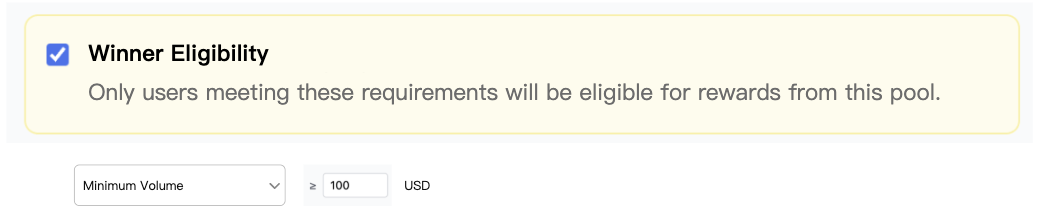 Winner Eligibility
Only users meeting these requirements will be eligible for rewards from this pool.
Minimum Volume ≥ 100 USD